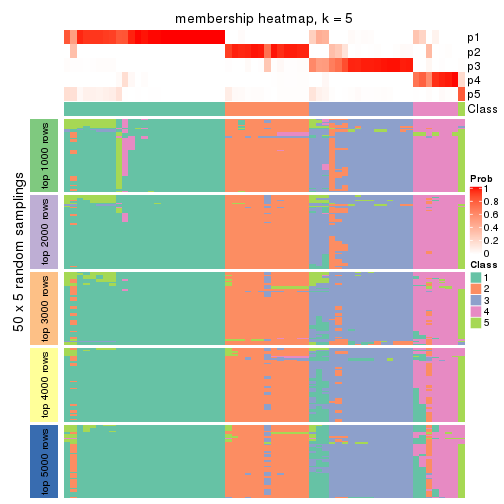 membership heatmap, k = 5
p1
p2
p3
p4
p5
Class
50 x 5 random samplings
top 1000 rows
top 2000 rows
top 3000 rows
top 4000 rows
top 5000 rows
Prob
1
0.8
0.6
0.4
0.2
0
Class
1
2
3
4
5